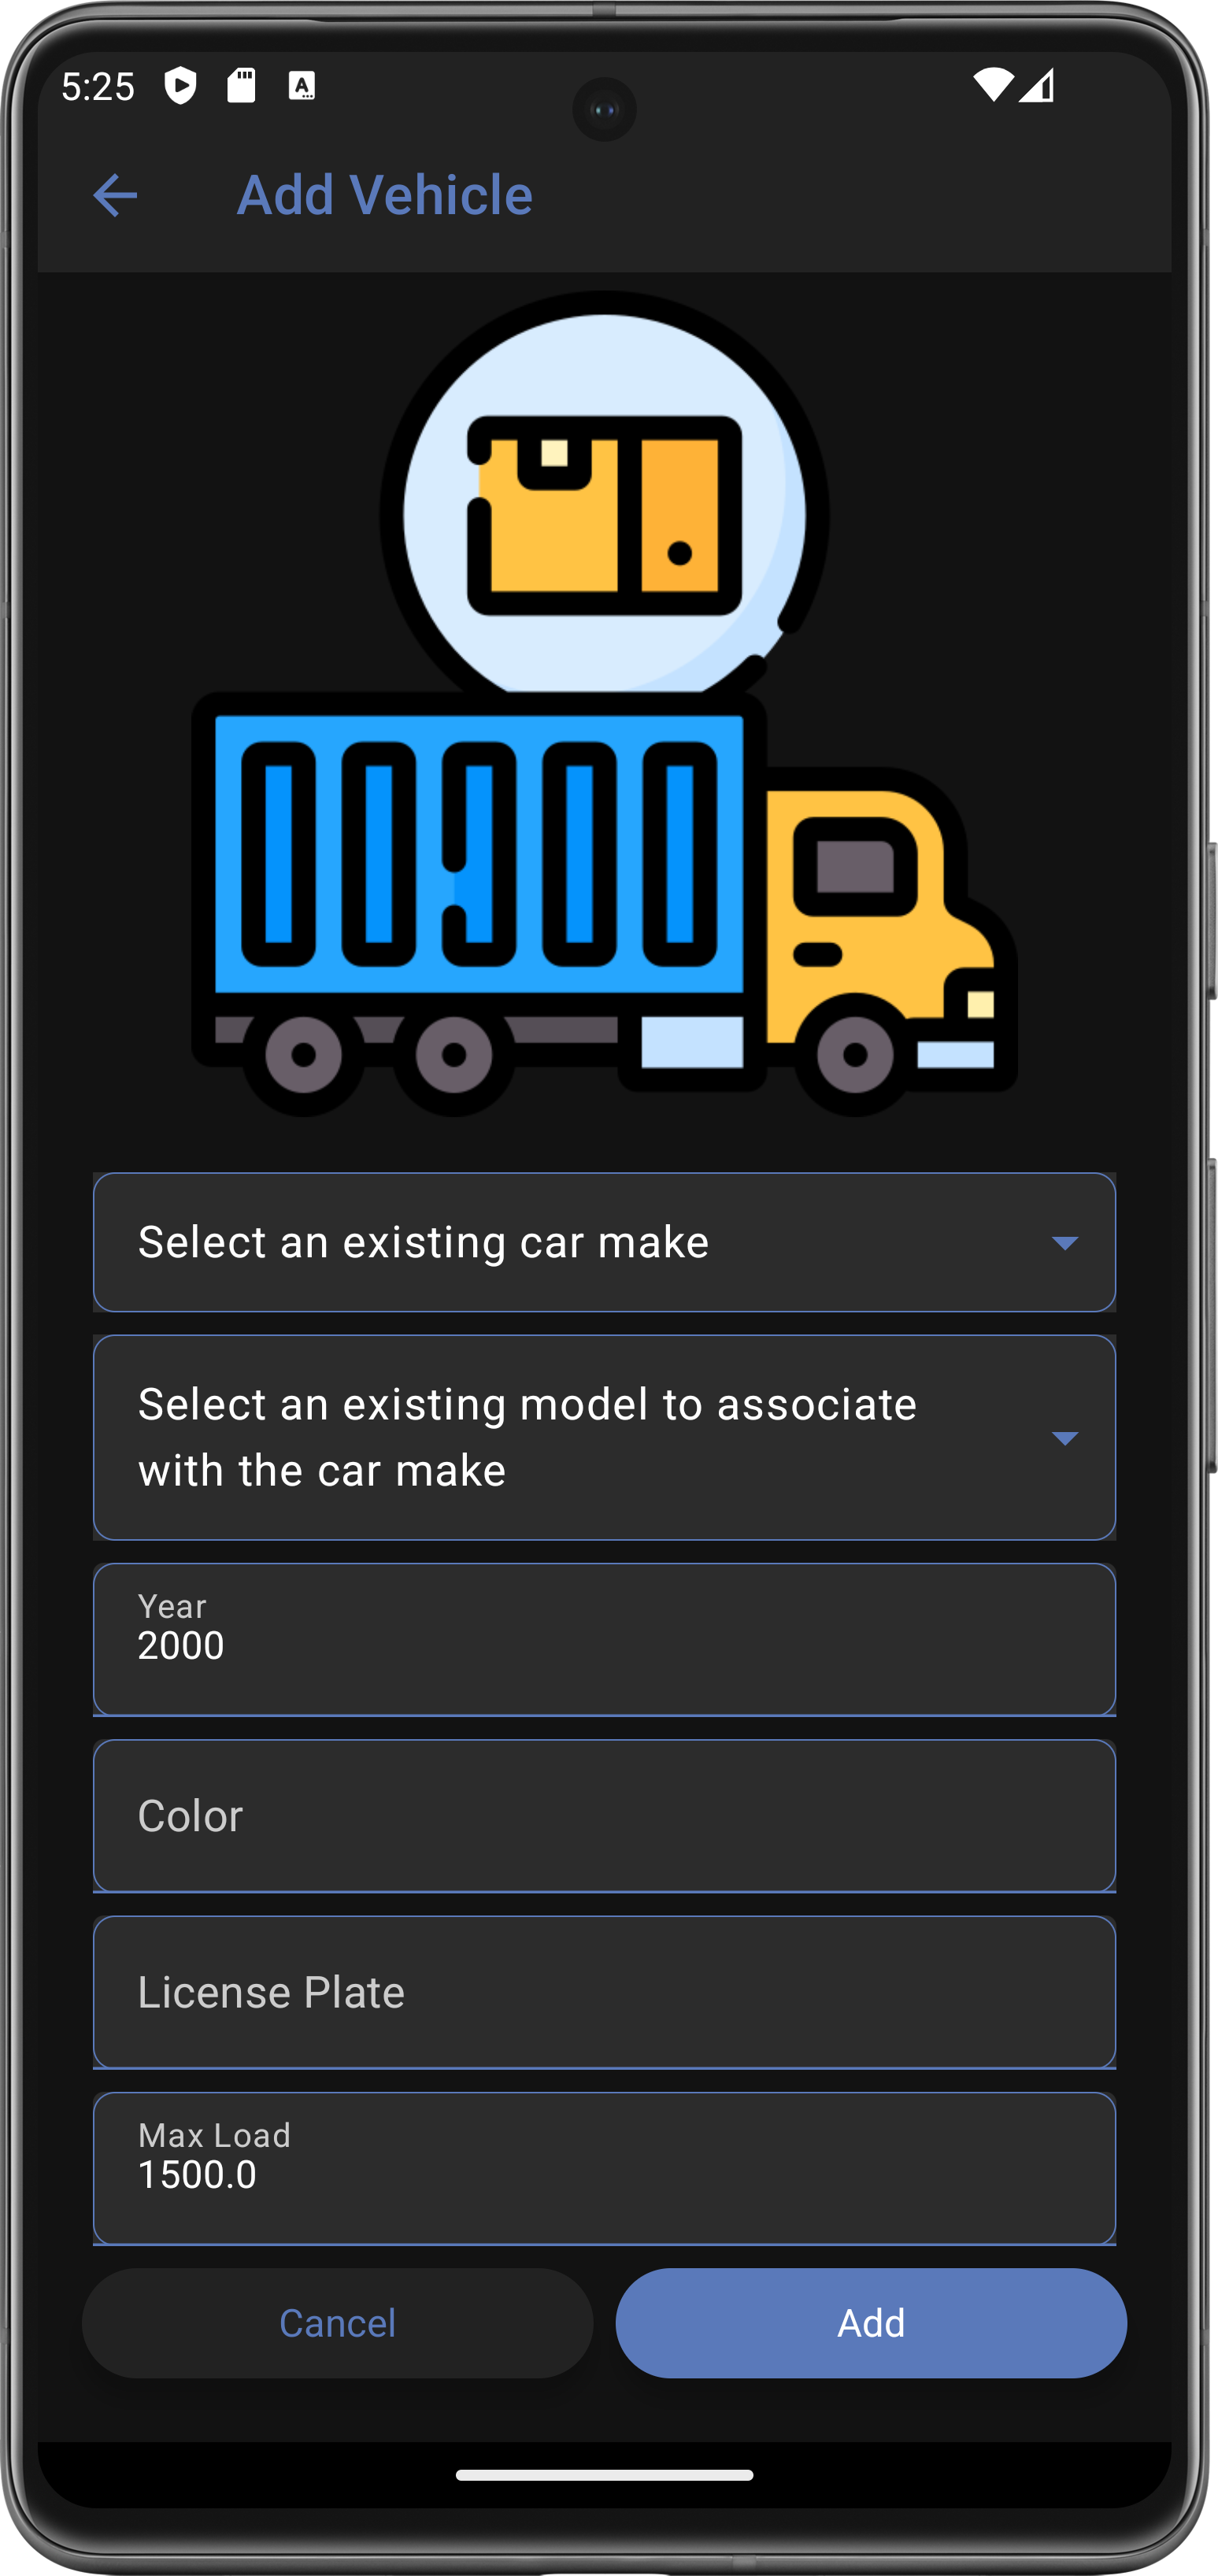 5:25
A
Add Vehicle
Select an existing car make
Select an existing model to associate
with the car make
Year
2000
Color
License Plate
Max Load
1500.0
Cancel
Add